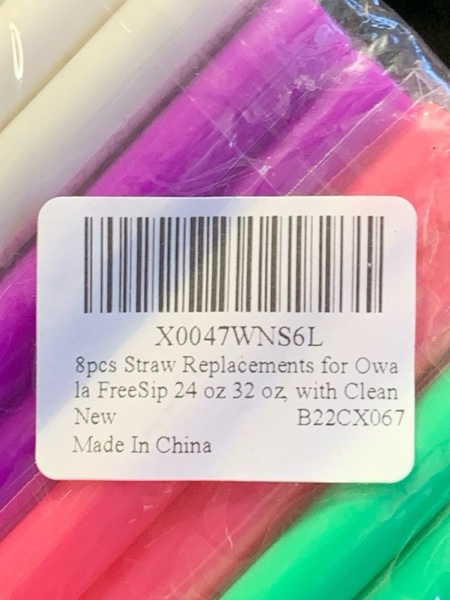 X0047WNS6L
8pcs Straw Replacements for Owa
la FreeSip 24 oz 32 oz, with Clean
New B22CX067
Made In China